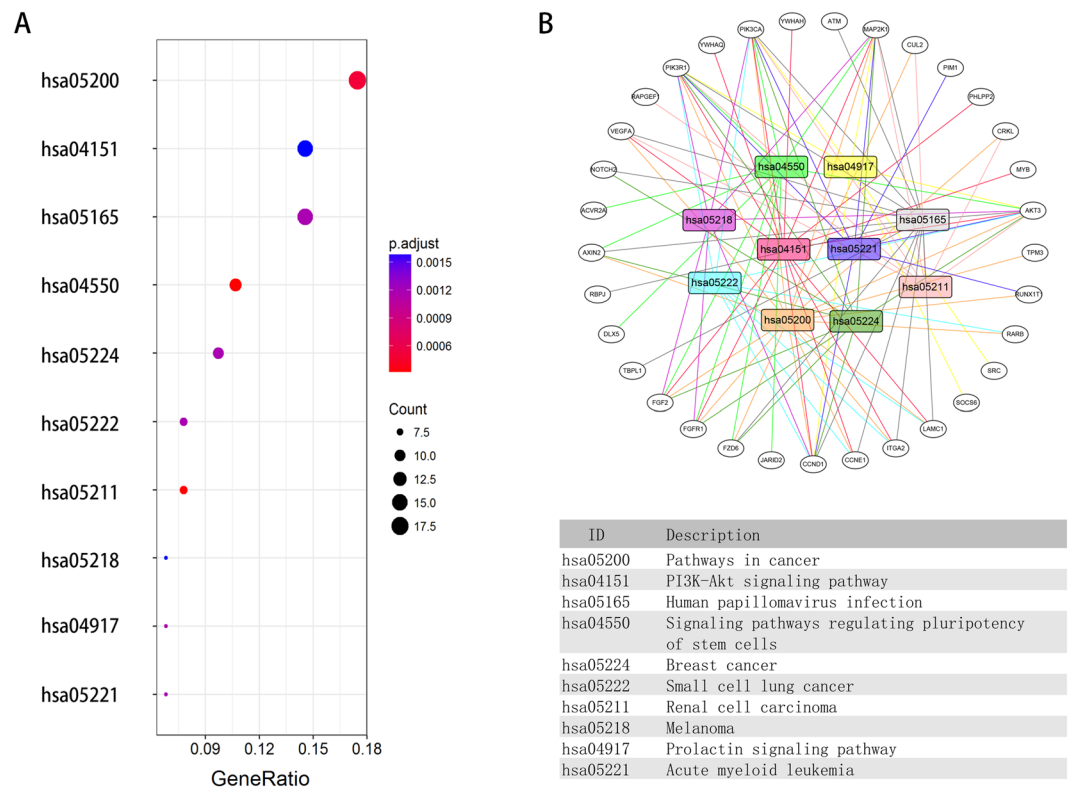 A
hsa05200
hsa04151
hsa05165
hsa04550
hsa05224
hsa05222
hsa05211
hsa05218
hsa04917
hsa05221
0.09 0.12 0.15 0.18
GeneRatio
p.adjust
0.0015
0.0012
0.0009
0.0006
Count
7.5
10.0
12.5
15.0
17.5
B
YWHAH
ATM
PIK3CA
MAP2K1
YWHAQ
CUL2
PIK3R1
PIM1
RAPGEF1
PHLPP2
VEGFA
CRKL
NOTCH2
MYB
ACVR2A
AKT3
AXIN2
TPM3
RBPJ
RUNX1T1
DLX5
RARB
TBPL1
SRC
FGF2
SOCS6
FGFR1
LAMC1
FZD6
ITGA2
JARID2
CCND1
CCNE1
hsa04550
hsa04917
hsa05218
hsa05165
hsa04151
hsa05221
hsa05222
hsa05211
hsa05200
hsa05224
ID Description
hsa05200 Pathways in cancer
hsa04151 PI3K-Akt signaling pathway
hsa05165 Human papillomavirus infection
hsa04550 Signaling pathways regulating pluripotency
of stem cells
hsa05224 Breast cancer
hsa05222 Small cell lung cancer
hsa05211 Renal cell carcinoma
hsa05218 Melanoma
hsa04917 Prolactin signaling pathway
hsa05221 Acute myeloid leukemia